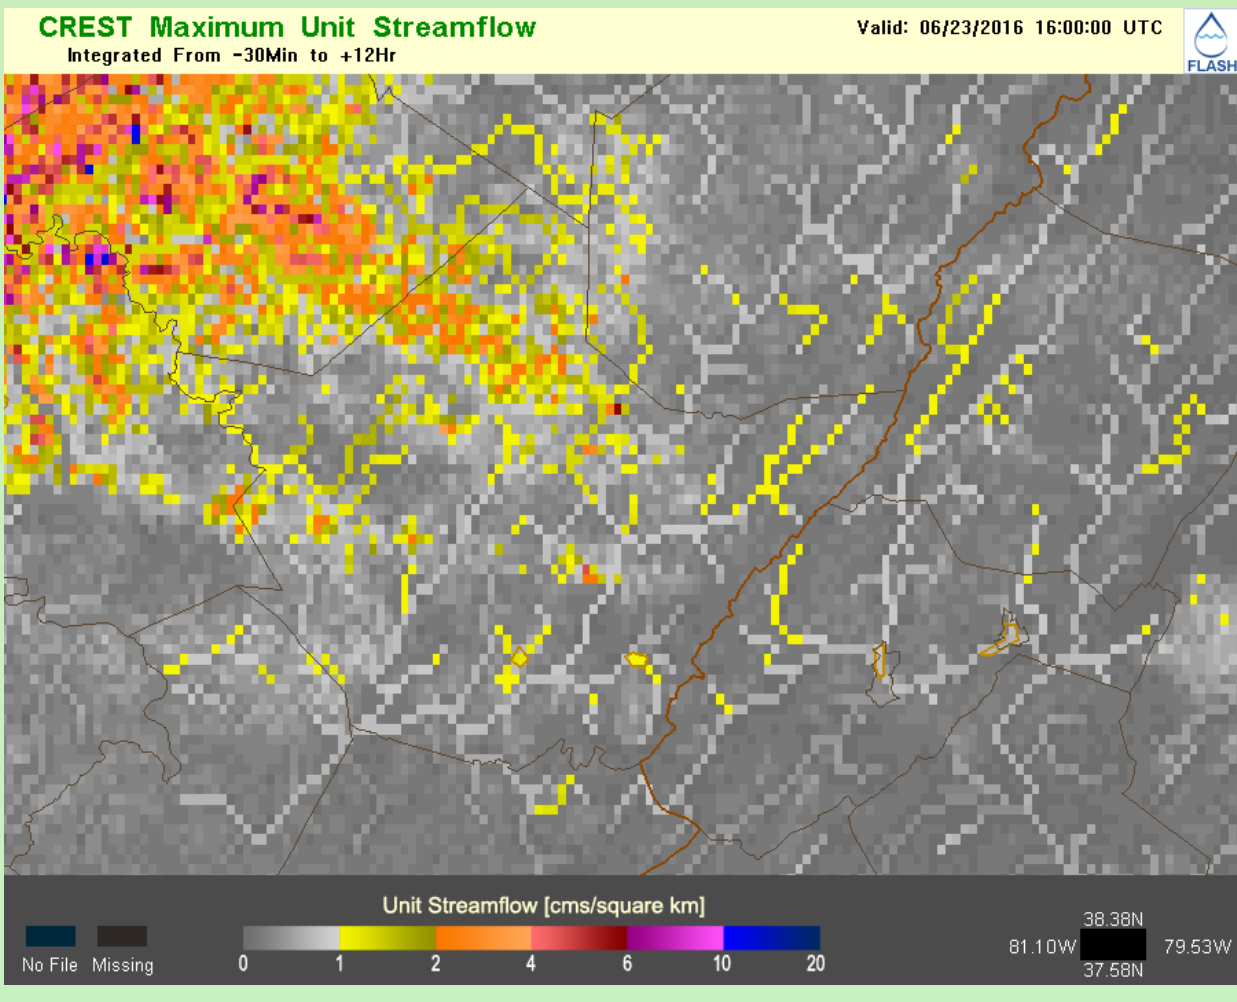 CREST Maximum Unit Streamflow
Integrated From -30Min to +12Hr
Valid: 06/23/2016 16:00:00 UTC
FLASH
Unit Streamflow [cms/square km]
No File
Missing
0 1 2 4 6 10 20
38.38N
81.10W 79.53W
37.58N